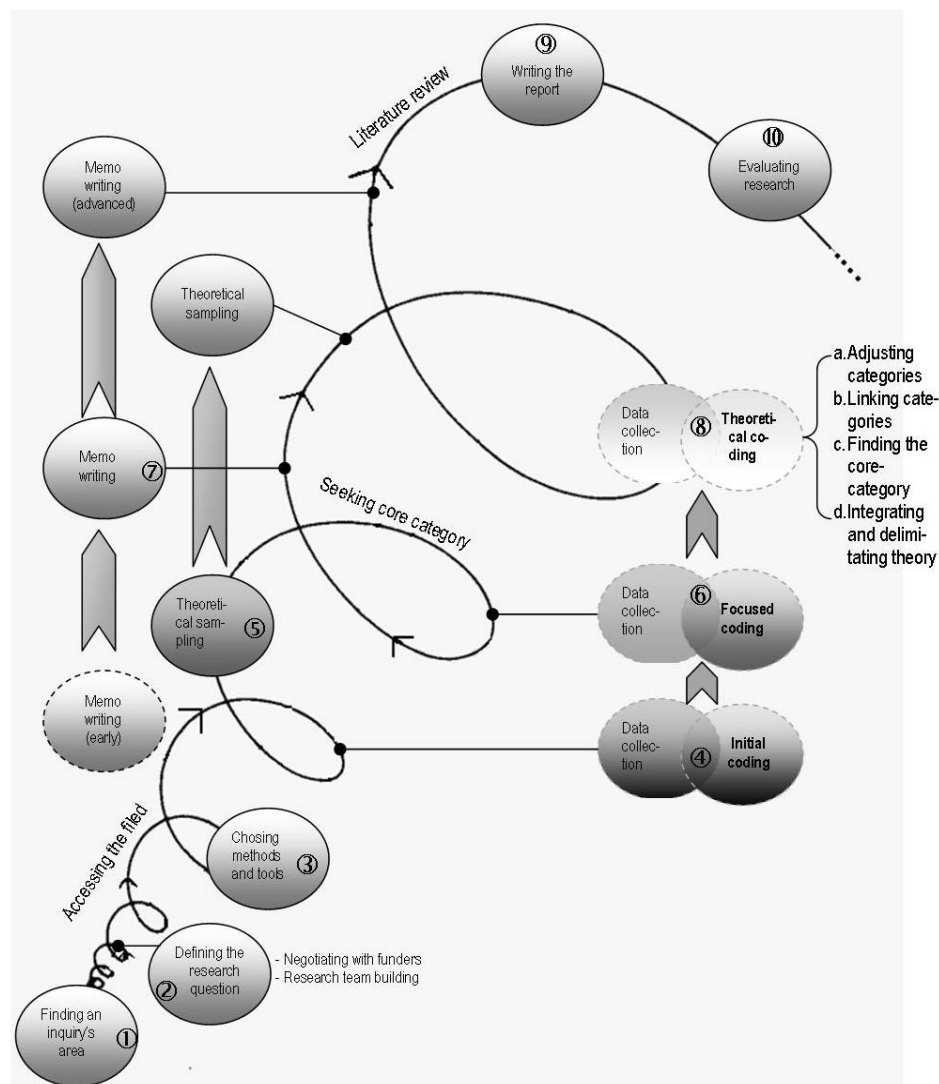 ⑨
Writing the
report
Literature review
⑩
Evaluating
research
Memo
writing
(advanced)
Theoretical
sampling
a.Adjusting
categories
b.Linking cate-
gories
c. Finding the
core-
category
d.Integrating
and delimi-
tating theory
Data
collec-
tion
⑧
Theoreti-
cal co-
ding
Memo
writing
⑦
Seeking core category
Theoreti-
cal sam-
pling
⑤
Data
collec-
tion
⑥
Focused
coding
Memo
writing
(early)
Data
collec-
tion
④
Initial
coding
Accessing the filed
Chosing
methods
and tools
③
Defining the
research
question
②
- Negotiating with funders
- Research team building
Finding an
inquiry's
area
①